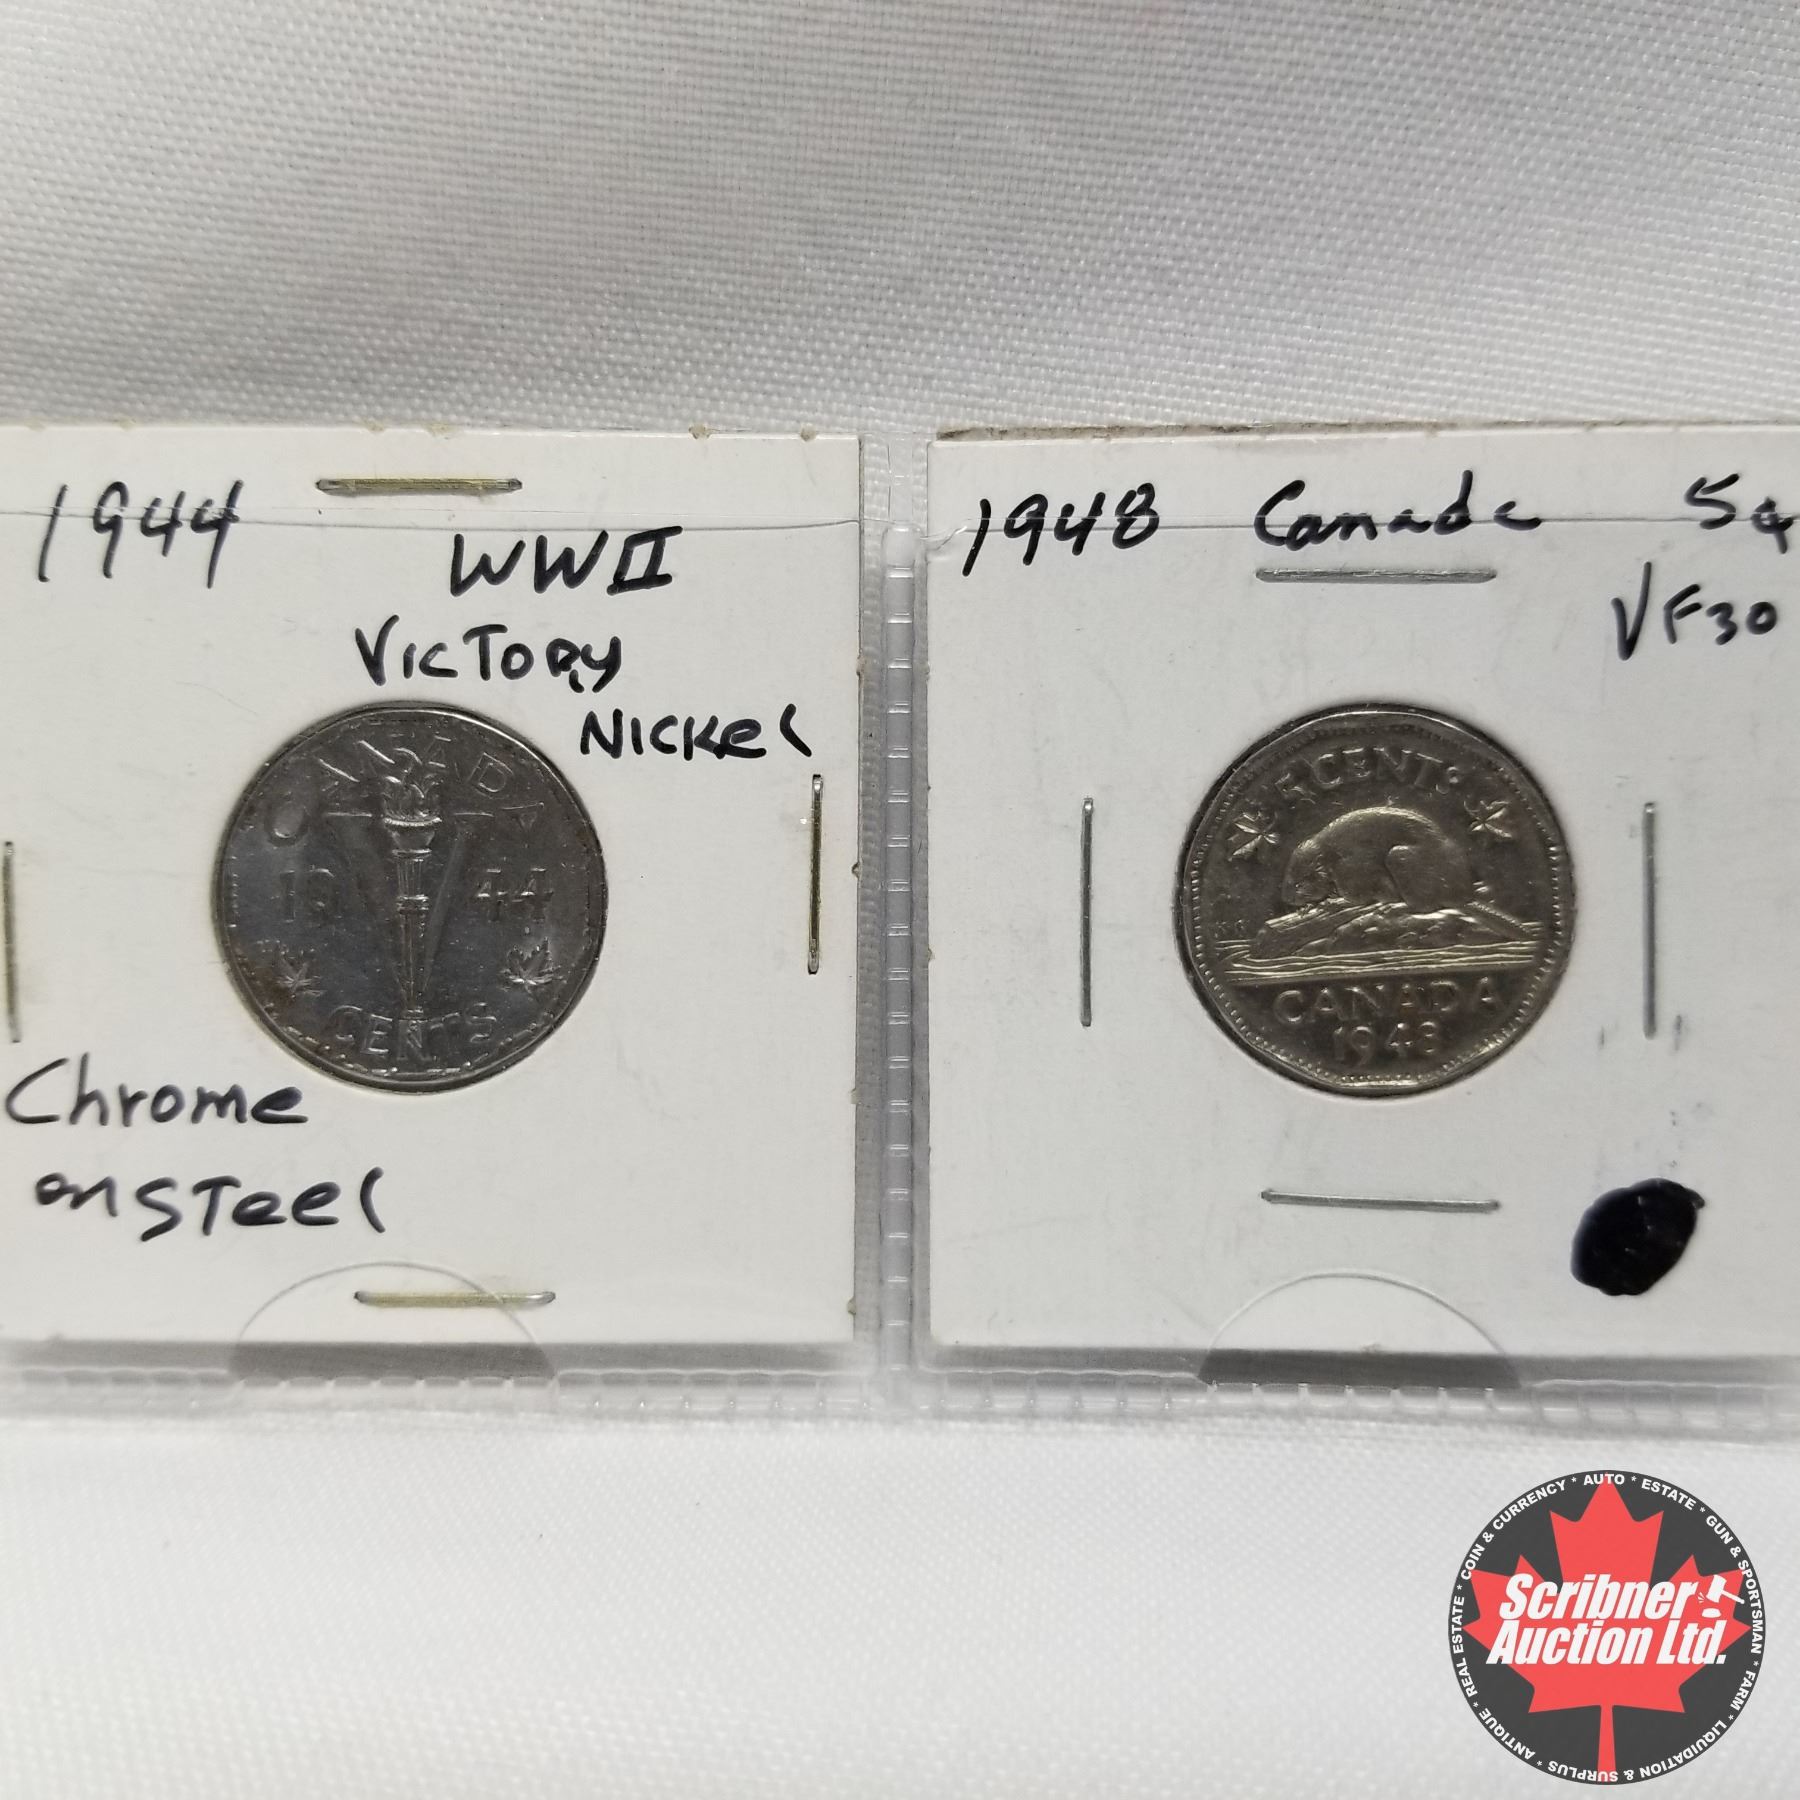 1944
WWII
VICTORY
NICKEL
CANADA
19 44
CENTS
Chrome
on STeel
1948 Canada 5¢
VF30
5 CENTS
K·G
CANADA
1948
COIN & CURRENCY * AUTO * ESTATE * GUN & SPORTSMAN * FARM * LIQUIDATION & SURPLUS * ANTIQUE * REAL ESTATE *
Scribner
Auction Ltd.